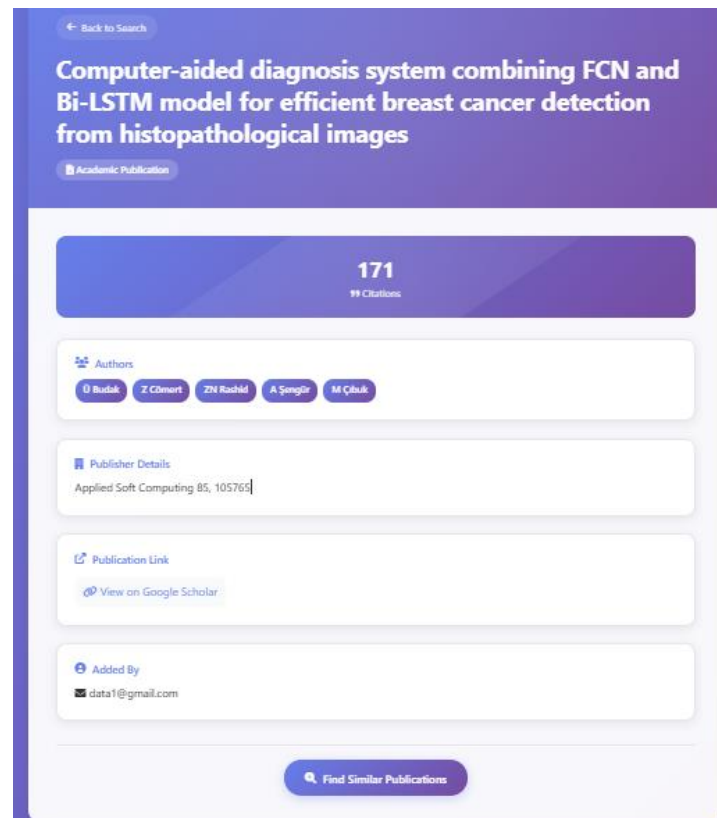 Back to Search
Computer-aided diagnosis system combining FCN and
Bi-LSTM model for efficient breast cancer detection
from histopathological images
Academic Publication
171
Citations
Authors
Ü Budak Z Cömert ZN Rashid A Şengür M Çıbuk
Publisher Details
Applied Soft Computing 85, 105765
Publication Link
View on Google Scholar
Added By
data1@gmail.com
Find Similar Publications